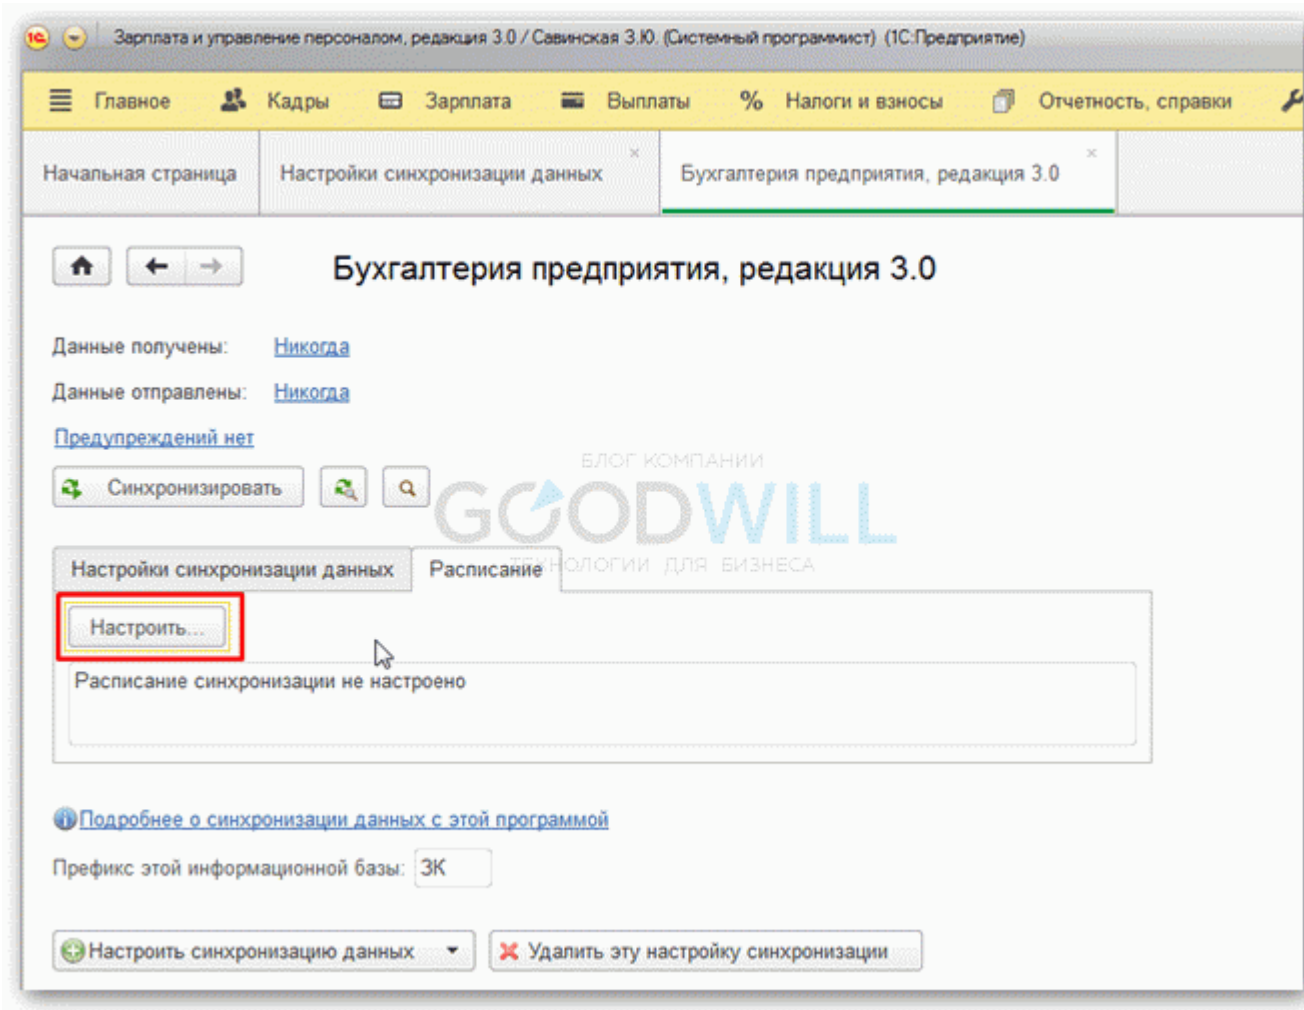 1С Зарплата и управление персоналом, редакция 3.0 / Савинская З.Ю. (Системный программист) (1С:Предприятие)
Главное Кадры Зарплата Выплаты % Налоги и взносы Отчетность, справки
Начальная страница Настройки синхронизации данных × Бухгалтерия предприятия, редакция 3.0 ×
Бухгалтерия предприятия, редакция 3.0
Данные получены: Никогда
Данные отправлены: Никогда
Предупреждений нет
БЛОГ КОМПАНИИ
Синхронизировать
GOODWILL
ТЕХНОЛОГИИ ДЛЯ БИЗНЕСА
Настройки синхронизации данных Расписание
Настроить...
Расписание синхронизации не настроено
Подробнее о синхронизации данных с этой программой
Префикс этой информационной базы: ЗК
Настроить синхронизацию данных Удалить эту настройку синхронизации